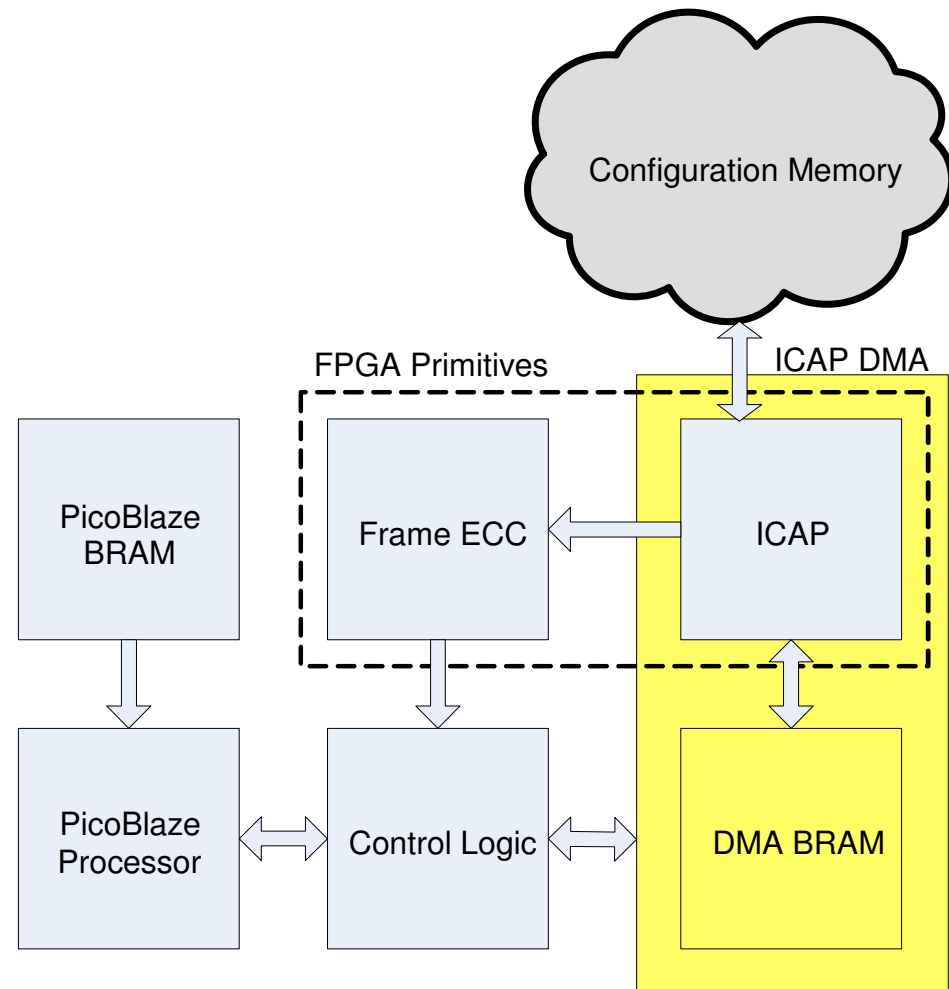 Configuration Memory
FPGA Primitives
ICAP DMA
PicoBlaze
BRAM
Frame ECC
ICAP
PicoBlaze
Processor
Control Logic
DMA BRAM